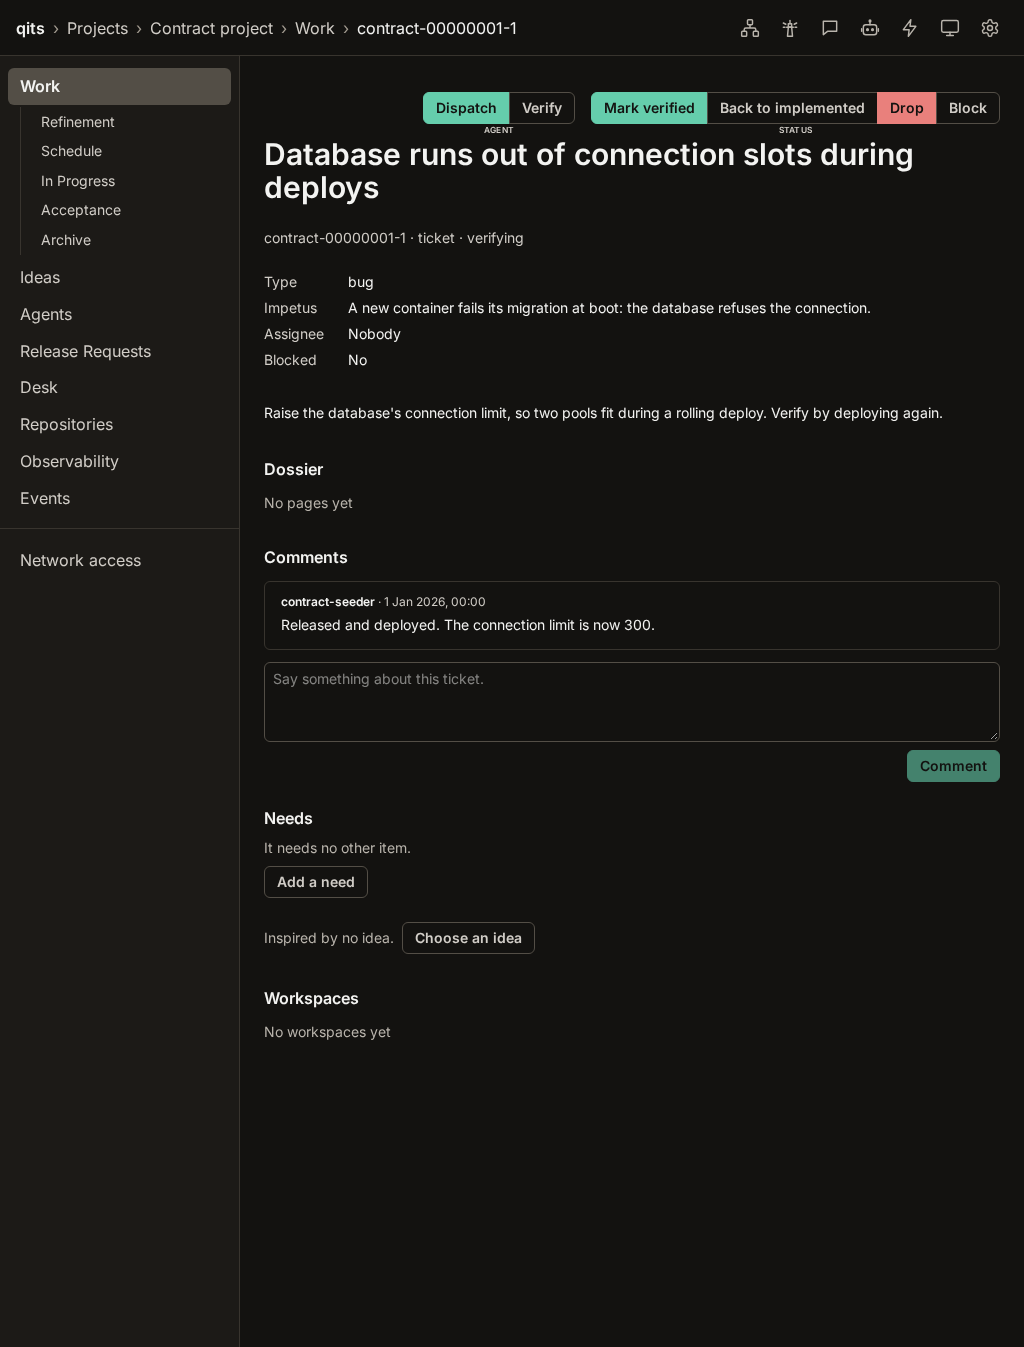 qits › Projects › Contract project › Work › contract-00000001-1
Work
Refinement
Schedule
In Progress
Acceptance
Archive
Ideas
Agents
Release Requests
Desk
Repositories
Observability
Events
Network access
Dispatch Verify Mark verified Back to implemented Drop Block
AGENT STATUS
Database runs out of connection slots during
deploys
contract-00000001-1 · ticket · verifying
Type bug
Impetus A new container fails its migration at boot: the database refuses the connection.
Assignee Nobody
Blocked No
Raise the database's connection limit, so two pools fit during a rolling deploy. Verify by deploying again.
Dossier
No pages yet
Comments
contract-seeder · 1 Jan 2026, 00:00
Released and deployed. The connection limit is now 300.
Say something about this ticket.
Comment
Needs
It needs no other item.
Add a need
Inspired by no idea. Choose an idea
Workspaces
No workspaces yet